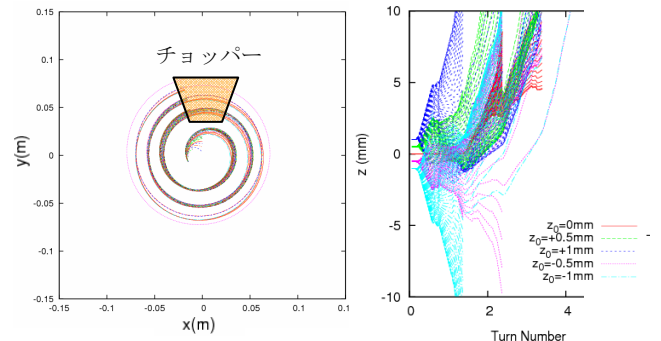 チョッパー
0.15
0.1
0.05
0
-0.05
-0.1
-0.15
y(m)
-0.15 -0.1 -0.05 0 0.05 0.1
x(m)
10
5
0
-5
-10
z (mm)
z₀=0mm
z₀=+0.5mm
z₀=+1mm
z₀=-0.5mm
z₀=-1mm
0 2 4
Turn Number